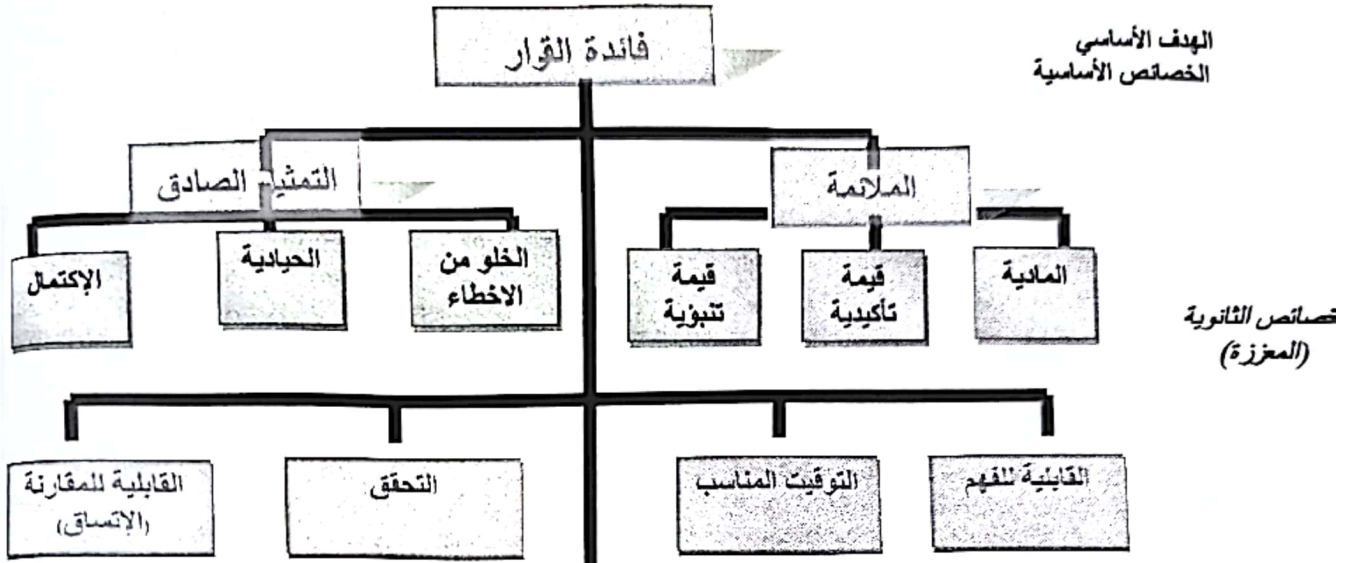 الهدف الأساسي
الخصائص الأساسية
فائدة القرار
الملائمة
التمثيل الصادق
المادية
قيمة
تأكيدية
قيمة
تنبؤية
الخلو من
الاخطاء
الحيادية
الإكتمال
خصائص الثانوية
(المعززة)
القابلية للفهم
التوقيت المناسب
التحقق
القابلية للمقارنة
(الإتساق)